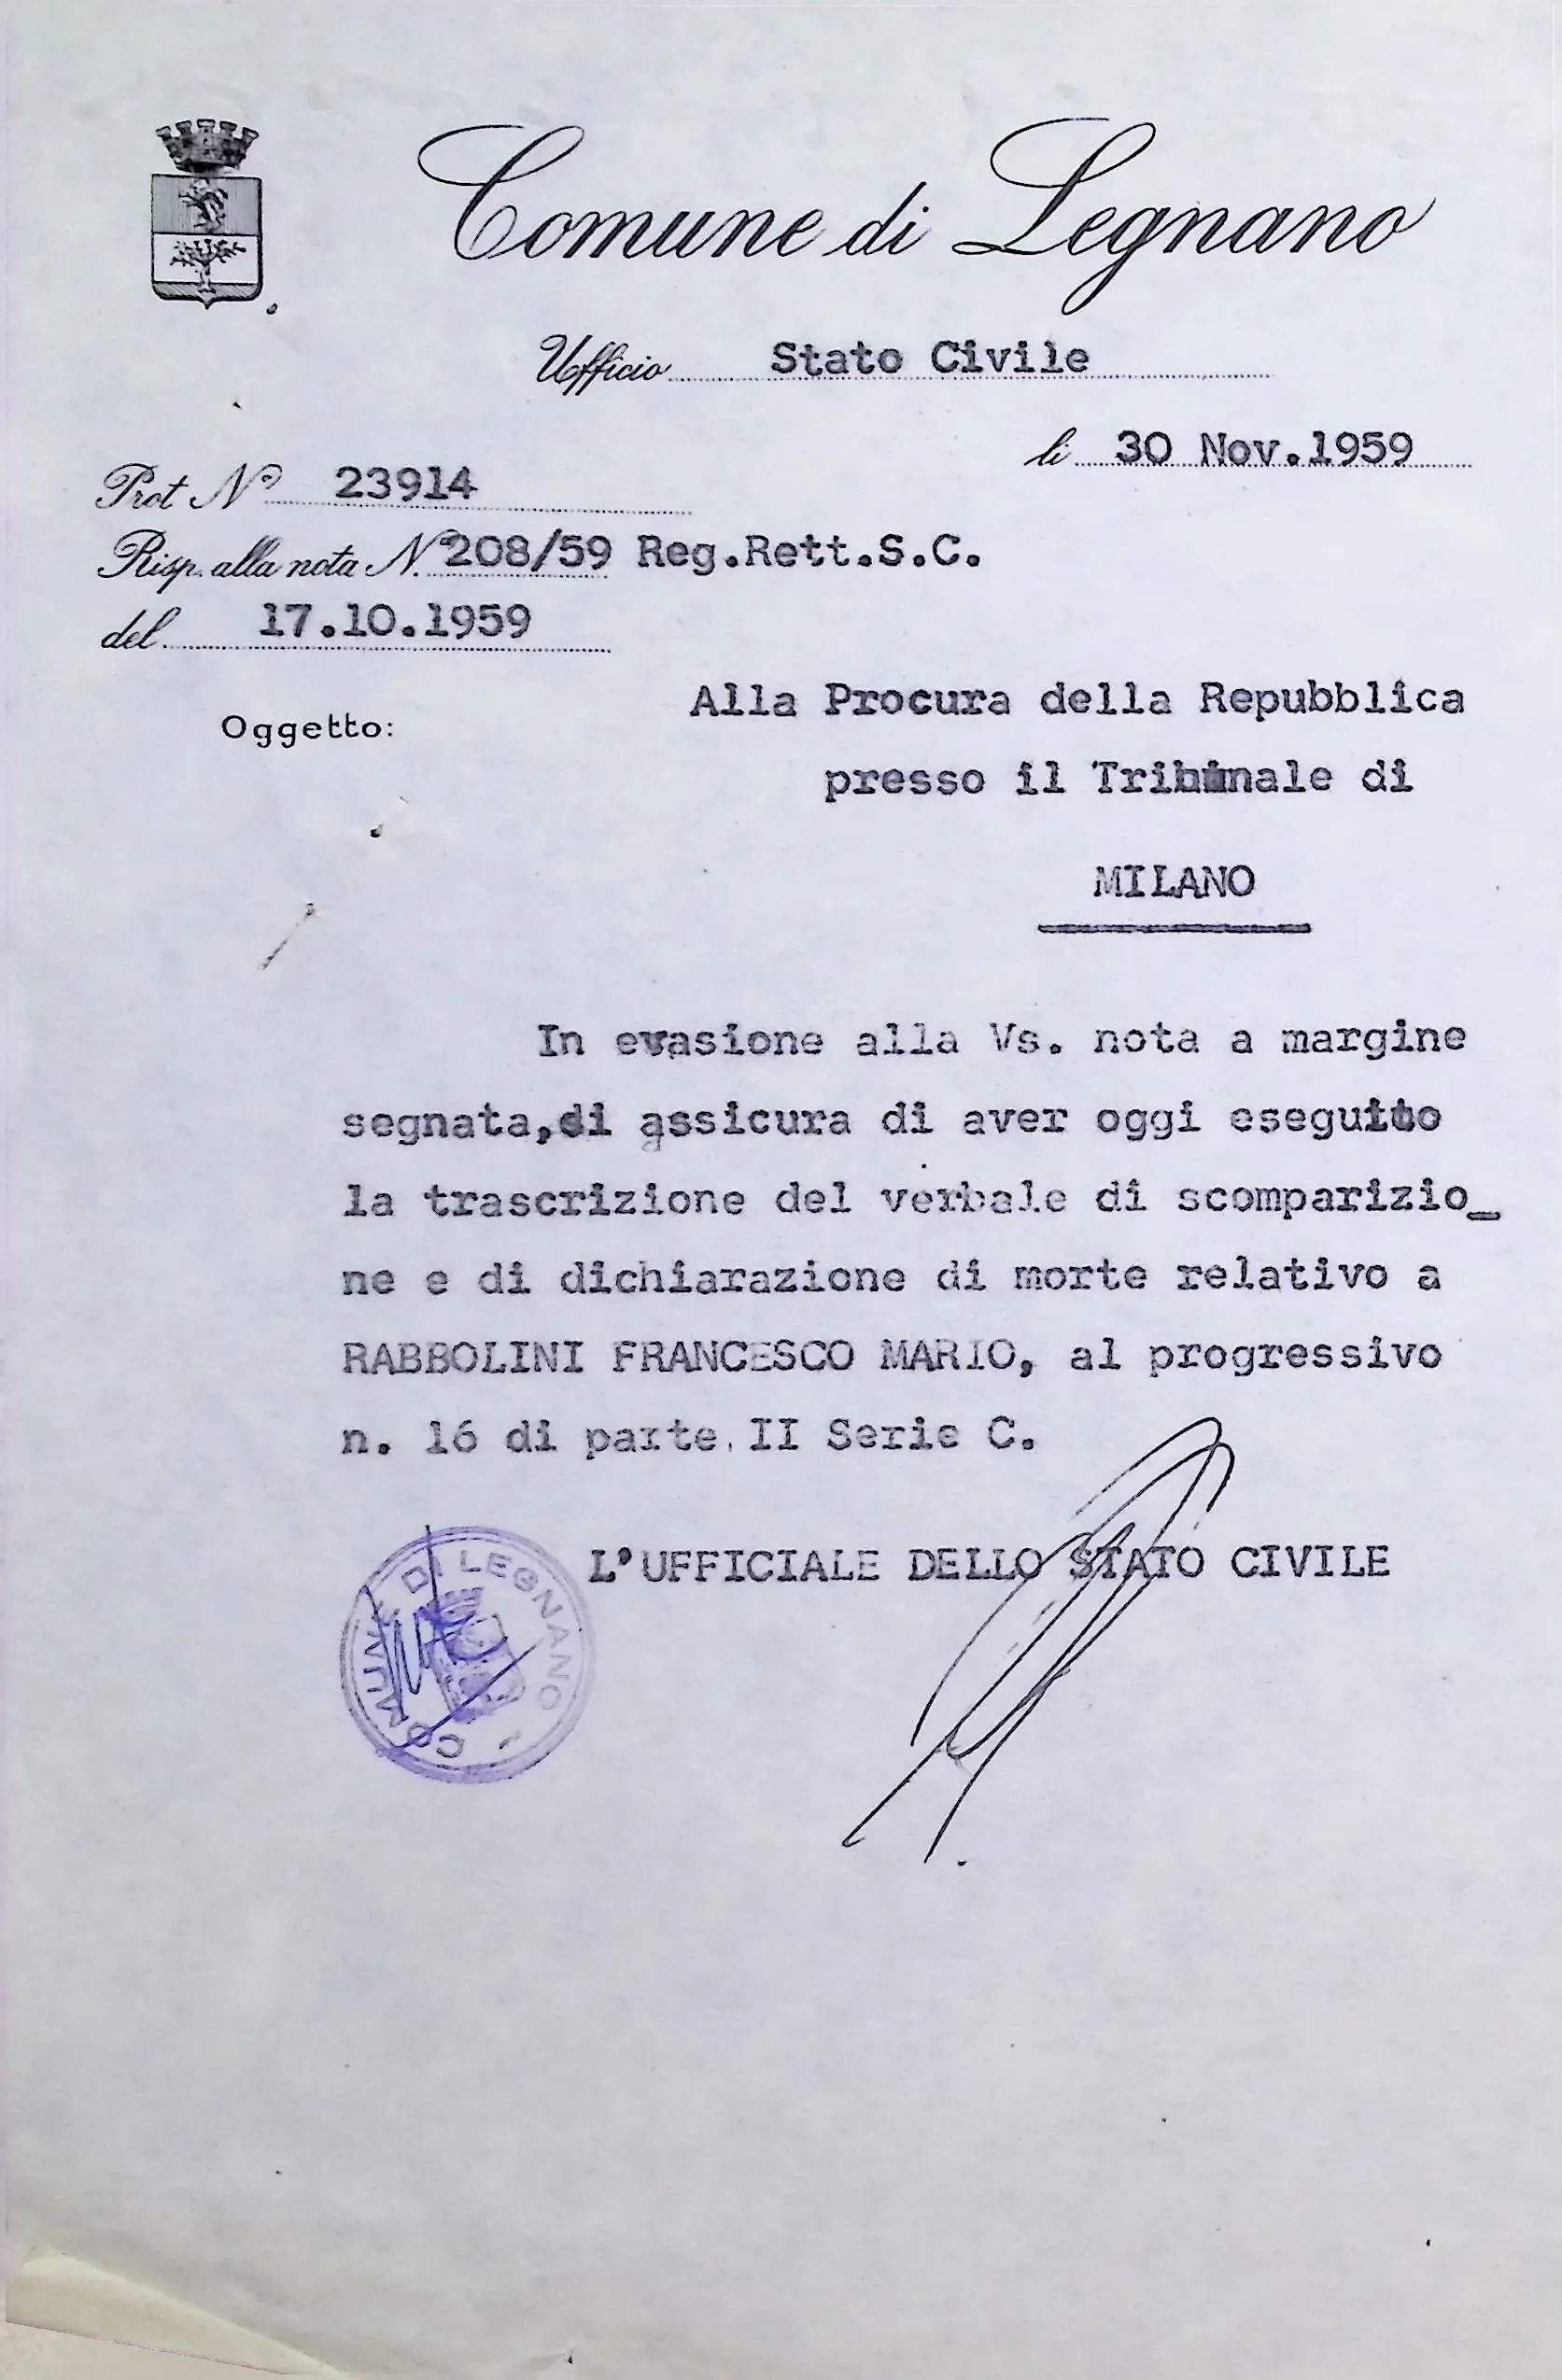 Comune di Legnano
Ufficio Stato Civile
li 30 Nov.1959
Prot Nº 23914
Risp. alla nota N.º 208/59 Reg.Rett.S.C.
del 17.10.1959
Oggetto:
Alla Procura della Repubblica
presso il Tribunale di
MILANO
In evasione alla Vs. nota a margine
segnata,si assicura di aver oggi eseguito
la trascrizione del verbale di scomparizio_
ne e di dichiarazione di morte relativo a
RABBOLINI FRANCESCO MARIO, al progressivo
n. 16 di parte II Serie C.
L'UFFICIALE DELLO STATO CIVILE
COMUNE DI LEGNANO